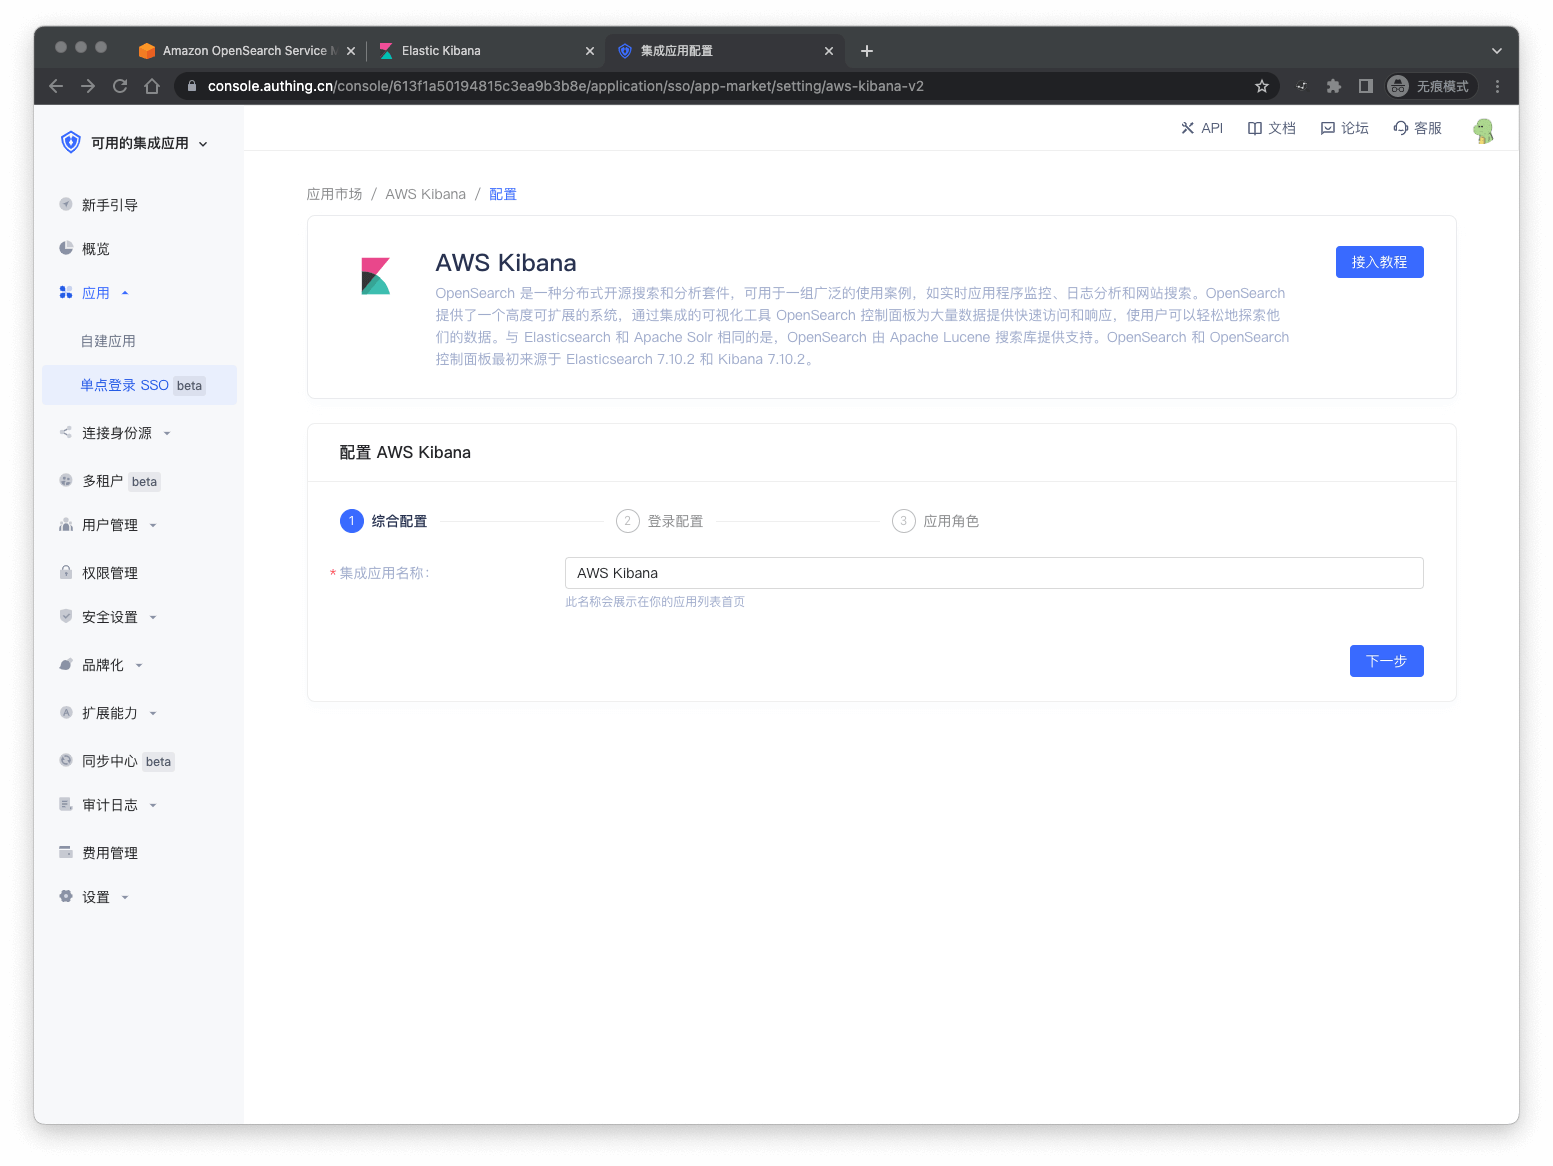 Amazon OpenSearch Service
Elastic Kibana
集成应用配置
console.authing.cn/console/613f1a50194815c3ea9b3b8e/application/sso/app-market/setting/aws-kibana-v2
无痕模式
可用的集成应用
API
文档
论坛
客服
新手引导
概览
应用
自建应用
单点登录 SSO beta
连接身份源
多租户 beta
用户管理
权限管理
安全设置
品牌化
扩展能力
同步中心 beta
审计日志
费用管理
设置
应用市场 / AWS Kibana / 配置
AWS Kibana
接入教程
OpenSearch 是一种分布式开源搜索和分析套件，可用于一组广泛的使用案例，如实时应用程序监控、日志分析和网站搜索。OpenSearch
提供了一个高度可扩展的系统，通过集成的可视化工具 OpenSearch 控制面板为大量数据提供快速访问和响应，使用户可以轻松地探索他
们的数据。与 Elasticsearch 和 Apache Solr 相同的是，OpenSearch 由 Apache Lucene 搜索库提供支持。OpenSearch 和 OpenSearch
控制面板最初来源于 Elasticsearch 7.10.2 和 Kibana 7.10.2。
配置 AWS Kibana
1 综合配置
2 登录配置
3 应用角色
* 集成应用名称：
AWS Kibana
此名称会展示在你的应用列表首页
下一步